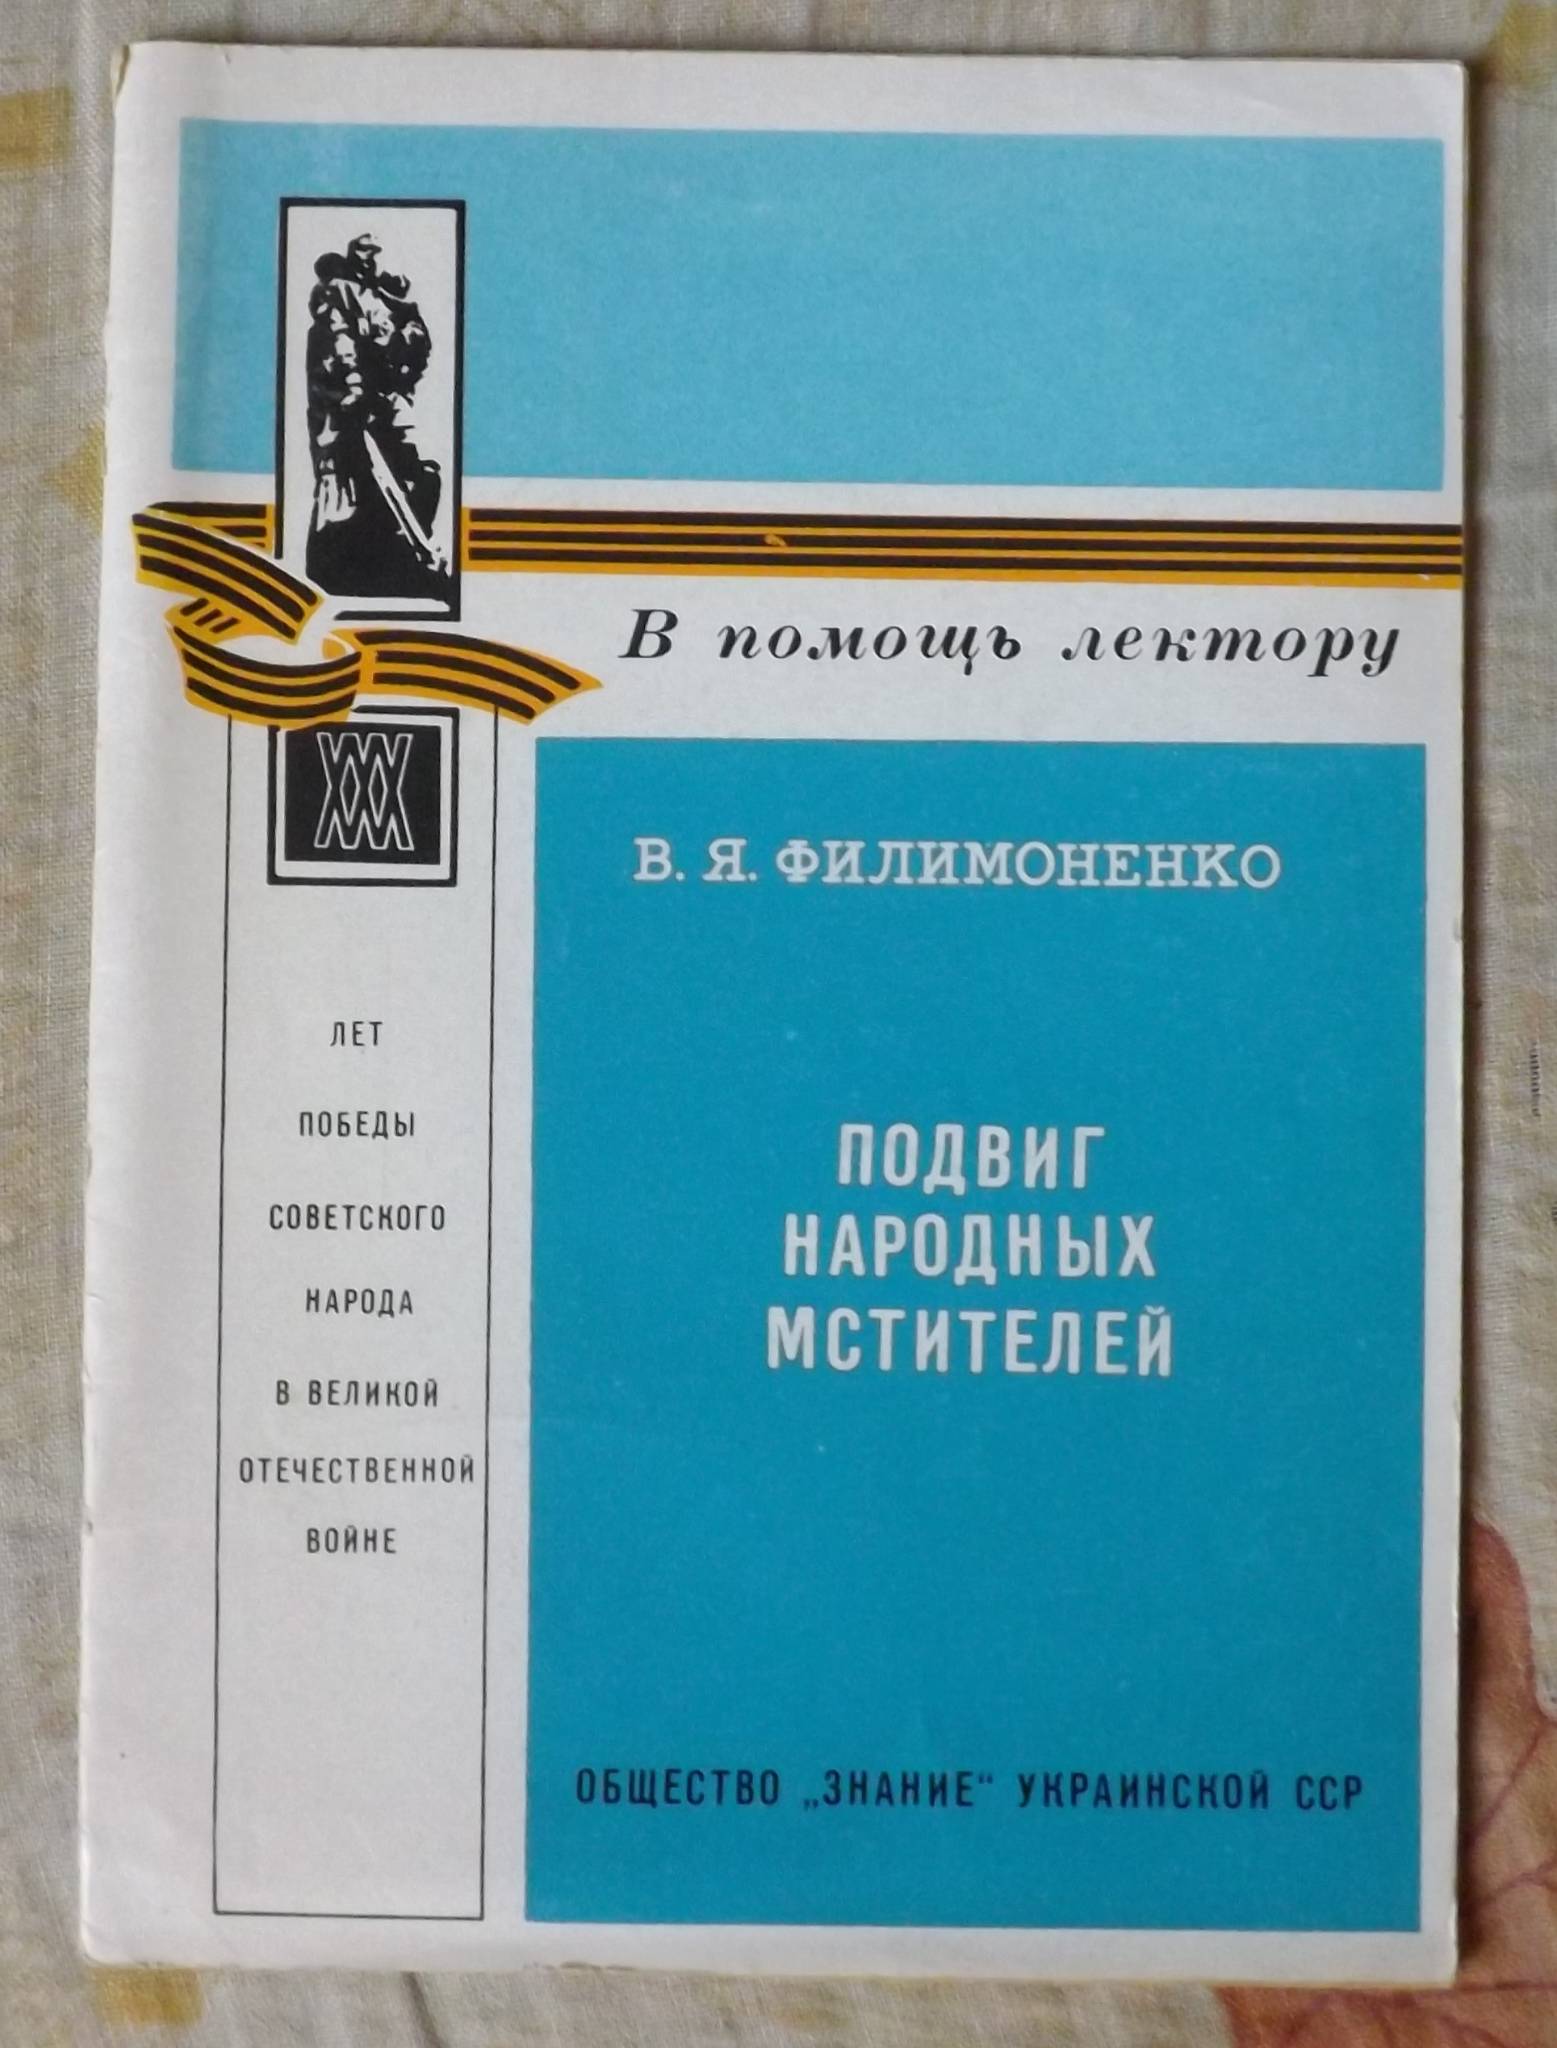 В помощь лектору
XXX
ЛЕТ
ПОБЕДЫ
СОВЕТСКОГО
НАРОДА
В ВЕЛИКОЙ
ОТЕЧЕСТВЕННОЙ
ВОЙНЕ
В. Я. ФИЛИМОНЕНКО
ПОДВИГ
НАРОДНЫХ
МСТИТЕЛЕЙ
ОБЩЕСТВО „ЗНАНИЕ“ УКРАИНСКОЙ ССР